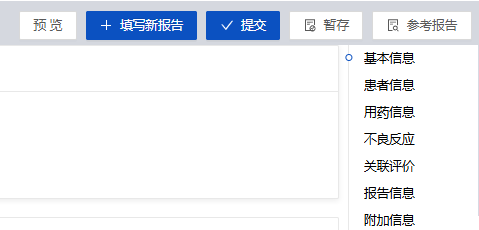 预 览 填写新报告 提交 暂存 参考报告
基本信息
患者信息
用药信息
不良反应
关联评价
报告信息
附加信息